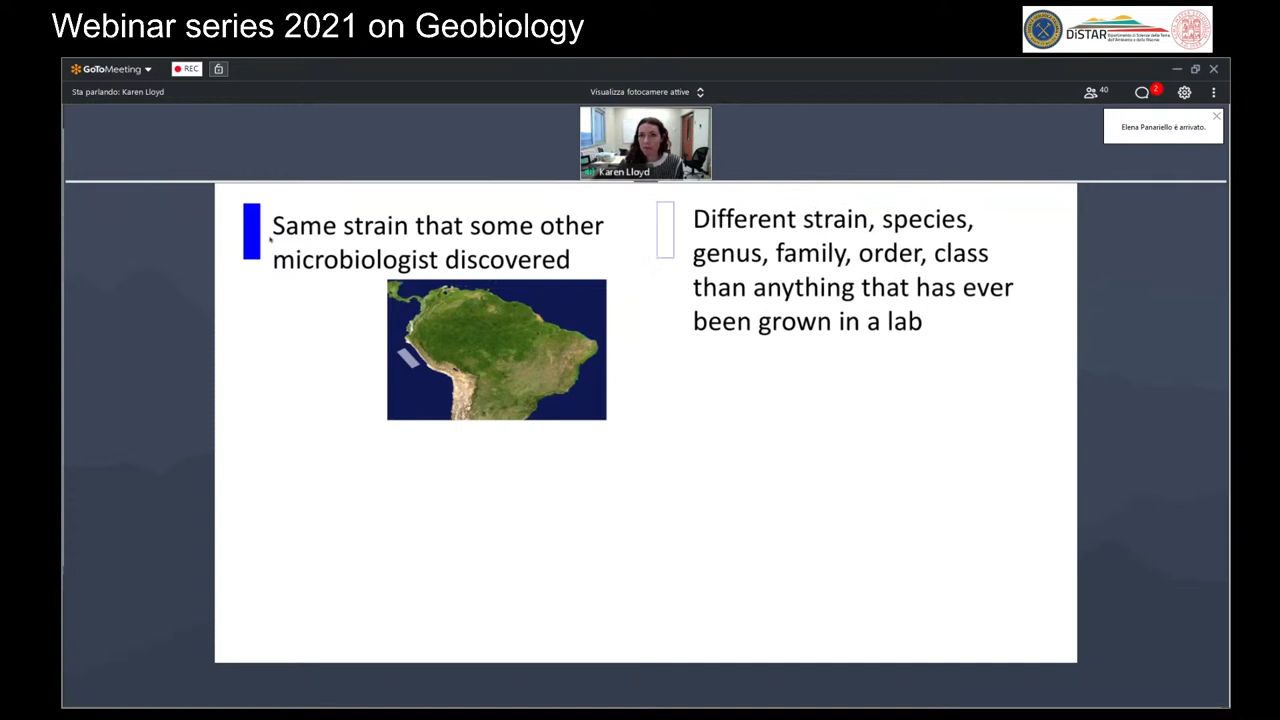 Webinar series 2021 on Geobiology
DiSTAR
GoToMeeting
REC
Sta parlando: Karen Lloyd
Visualizza fotocamere attive
40
2
Elena Panariello è arrivato.
Karen Lloyd
Same strain that some other
microbiologist discovered
Different strain, species,
genus, family, order, class
than anything that has ever
been grown in a lab